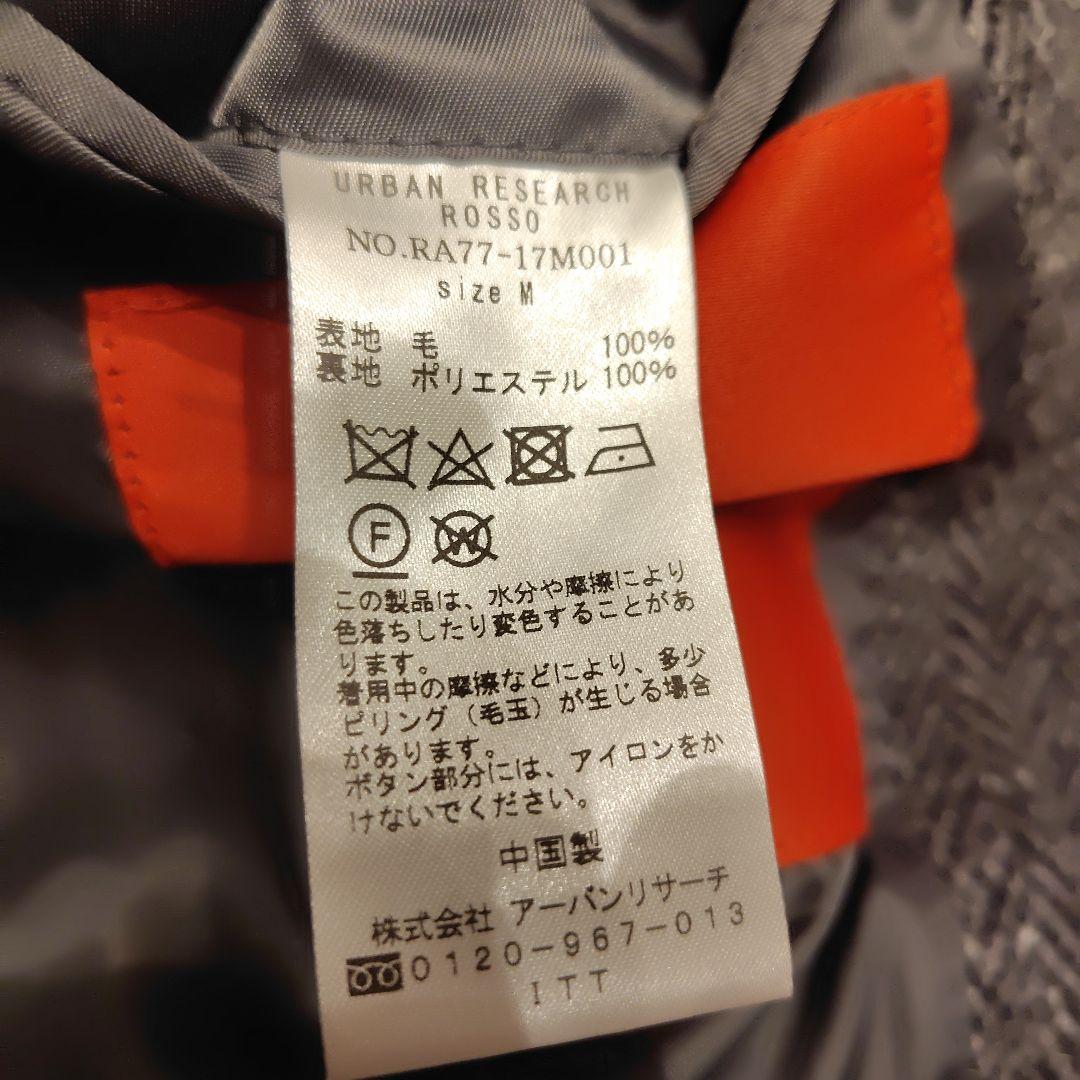 URBAN RESEARCH
ROSSO
NO.RA77-17M001
size M
表地 毛 100%
裏地 ポリエステル 100%
F
W
この製品は、水分や摩擦により
色落ちしたり変色することがあ
ります。
着用中の摩擦などにより、多少
ピリング（毛玉）が生じる場合
があります。
ボタン部分には、アイロンをか
けないでください。
中国製
株式会社 アーバンリサーチ
0120-967-013
ITT